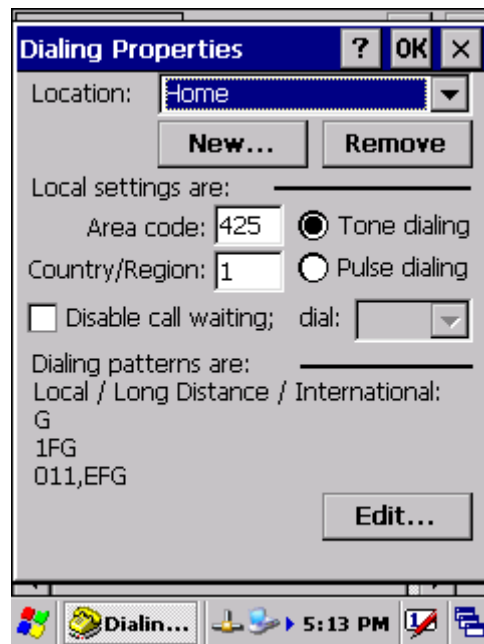 Dialing Properties ? OK ×
Location: Home
New... Remove
Local settings are:
Area code: 425 Tone dialing
Country/Region: 1 Pulse dialing
Disable call waiting; dial:
Dialing patterns are:
Local / Long Distance / International:
G
1FG
011,EFG
Edit...
Dialin... 5:13 PM